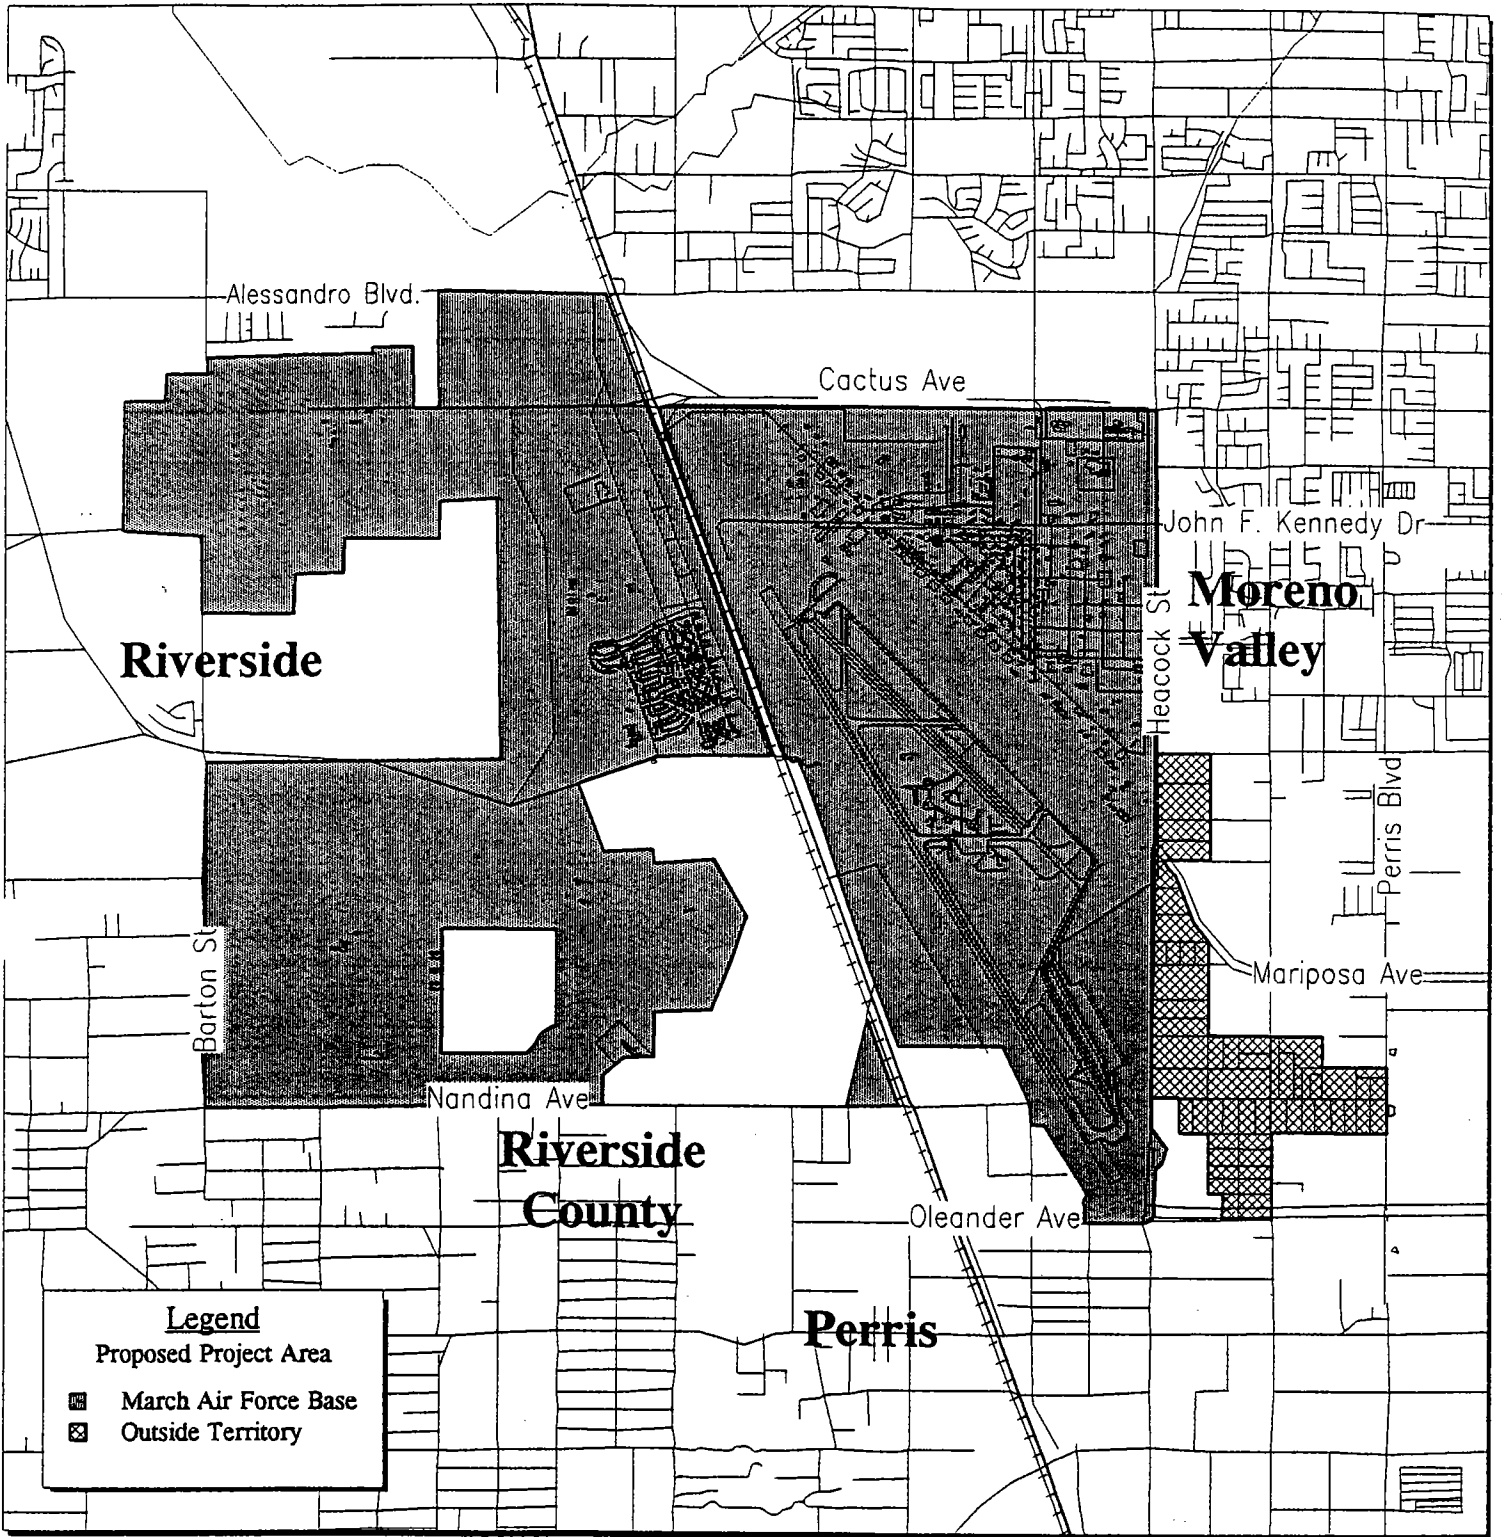 Alessandro Blvd.
Cactus Ave
John F. Kennedy Dr
Moreno
Valley
Heacock St
Riverside
Perris Blvd
Barton St
Mariposa Ave
Nandina Ave
Riverside
County
Oleander Ave
Perris
Legend
Proposed Project Area
March Air Force Base
Outside Territory